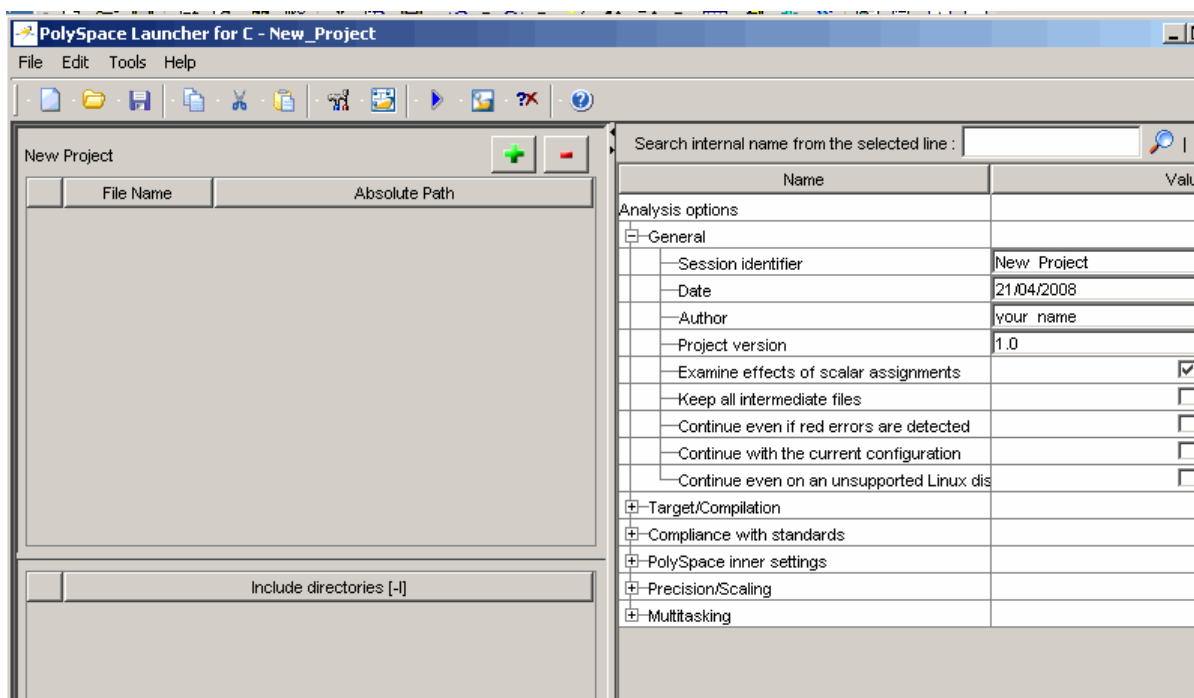 PolySpace Launcher for C - New_Project
File Edit Tools Help
New Project
File Name Absolute Path
Include directories [-I]
Search internal name from the selected line :
Name Valu
Analysis options
General
Session identifier New_Project
Date 21/04/2008
Author your_name
Project version 1.0
Examine effects of scalar assignments
Keep all intermediate files
Continue even if red errors are detected
Continue with the current configuration
Continue even on an unsupported Linux dis
Target/Compilation
Compliance with standards
PolySpace inner settings
Precision/Scaling
Multitasking